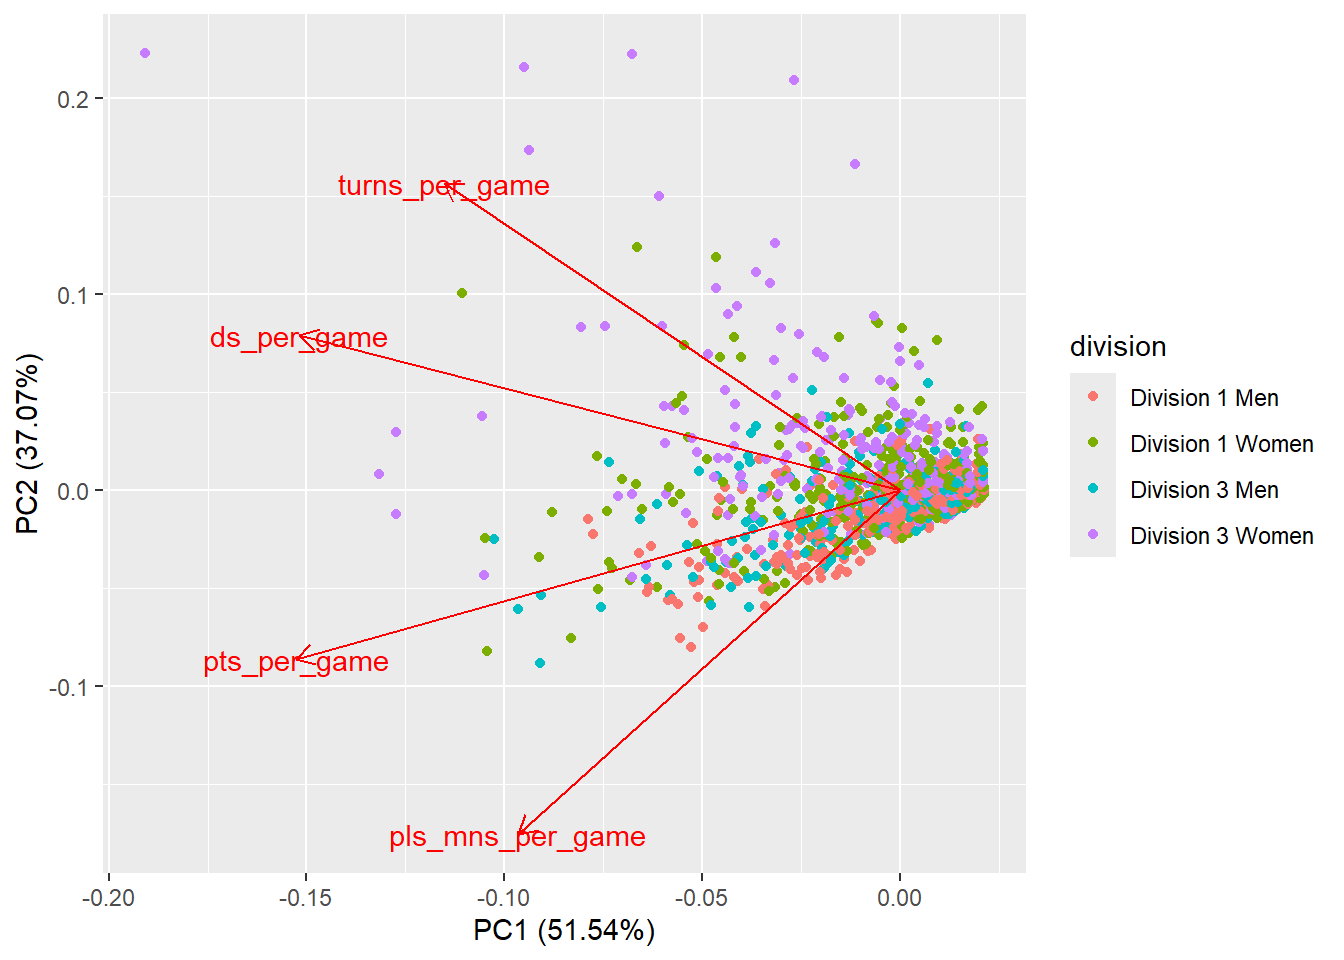 0.2
0.1
0.0
-0.1
PC2 (37.07%)
turns_per_game
ds_per_game
pts_per_game
pls_mns_per_game
-0.20
-0.15
-0.10
-0.05
0.00
PC1 (51.54%)
division
Division 1 Men
Division 1 Women
Division 3 Men
Division 3 Women